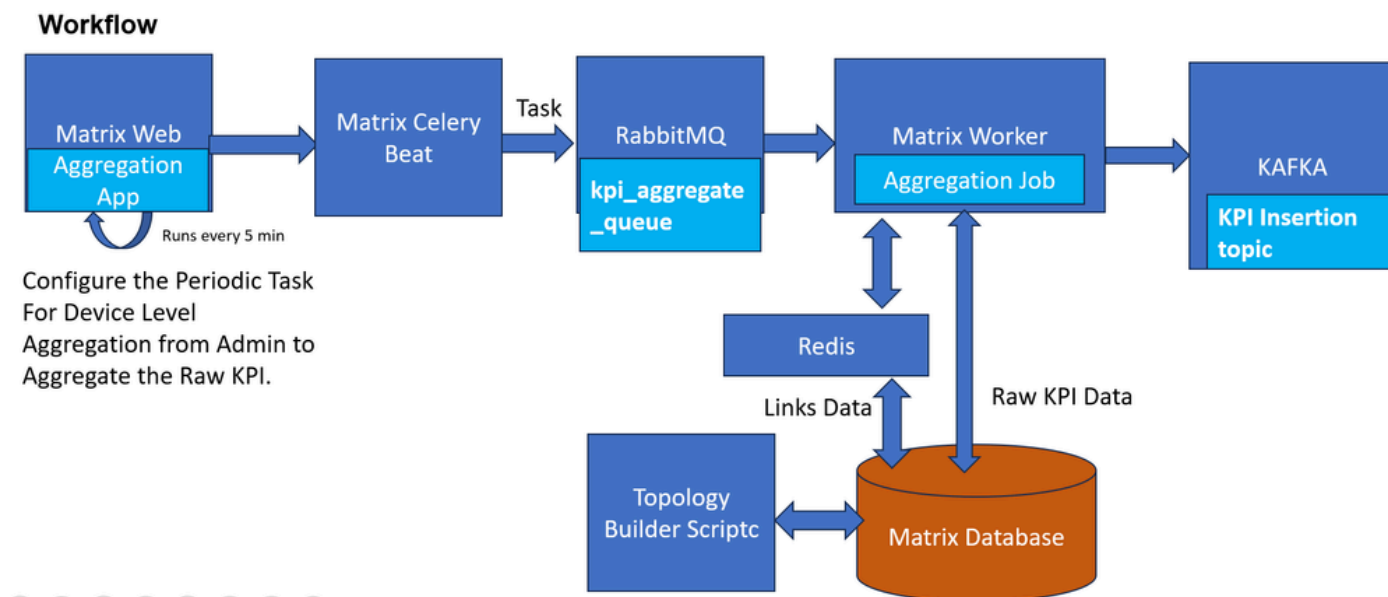 Workflow
Matrix Web
Aggregation
App
Runs every 5 min
Configure the Periodic Task
For Device Level
Aggregation from Admin to
Aggregate the Raw KPI.
Matrix Celery
Beat
Task
RabbitMQ
kpi_aggregate
_queue
Matrix Worker
Aggregation Job
KAFKA
KPI Insertion
topic
Redis
Links Data
Raw KPI Data
Topology
Builder Scriptc
Matrix Database